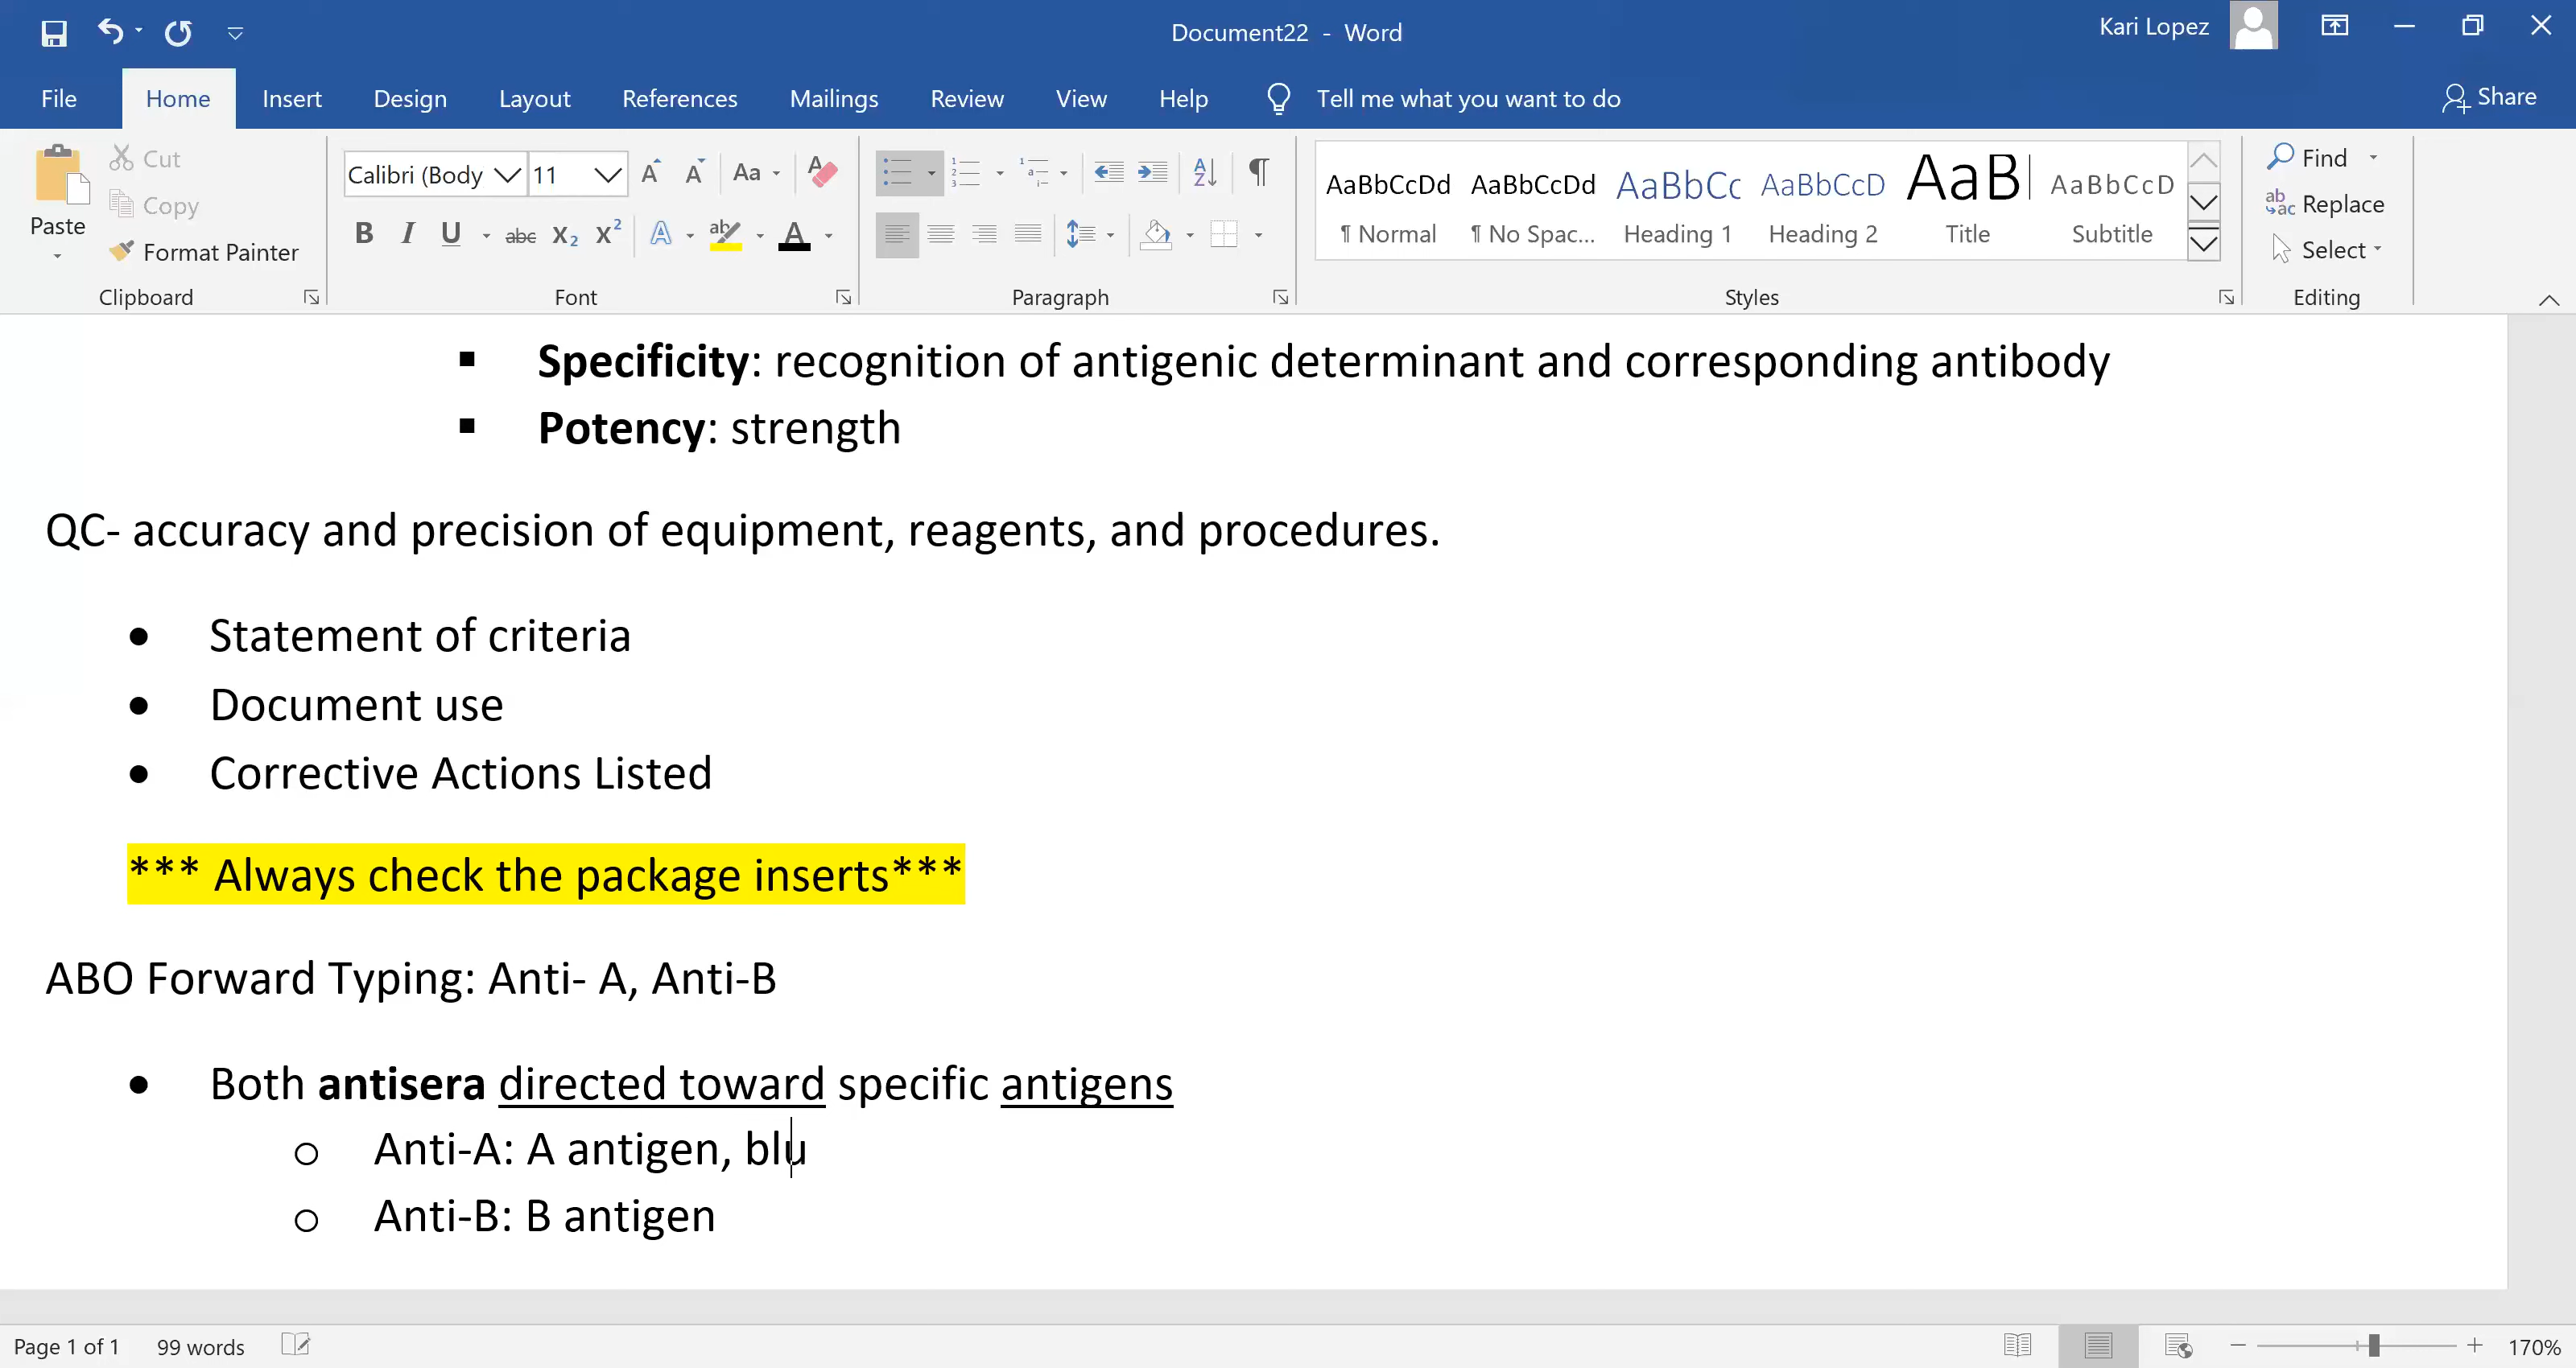 Document22 - Word
Kari Lopez
File Home Insert Design Layout References Mailings Review View Help Tell me what you want to do Share
Paste
Cut
Copy
Format Painter
Clipboard
Calibri (Body 11 A A Aa A
B I U abc X2 X2 A ab A
Font
Paragraph
AaBbCcDd AaBbCcDd AaBbCc AaBbCcD AaB AaBbCcD
¶ Normal ¶ No Spac... Heading 1 Heading 2 Title Subtitle
Styles
Find
Replace
Select
Editing
▪ Specificity: recognition of antigenic determinant and corresponding antibody
▪ Potency: strength
QC- accuracy and precision of equipment, reagents, and procedures.
• Statement of criteria
• Document use
• Corrective Actions Listed
*** Always check the package inserts***
ABO Forward Typing: Anti- A, Anti-B
• Both antisera directed toward specific antigens
o Anti-A: A antigen, blu
o Anti-B: B antigen
Page 1 of 1 99 words 170%